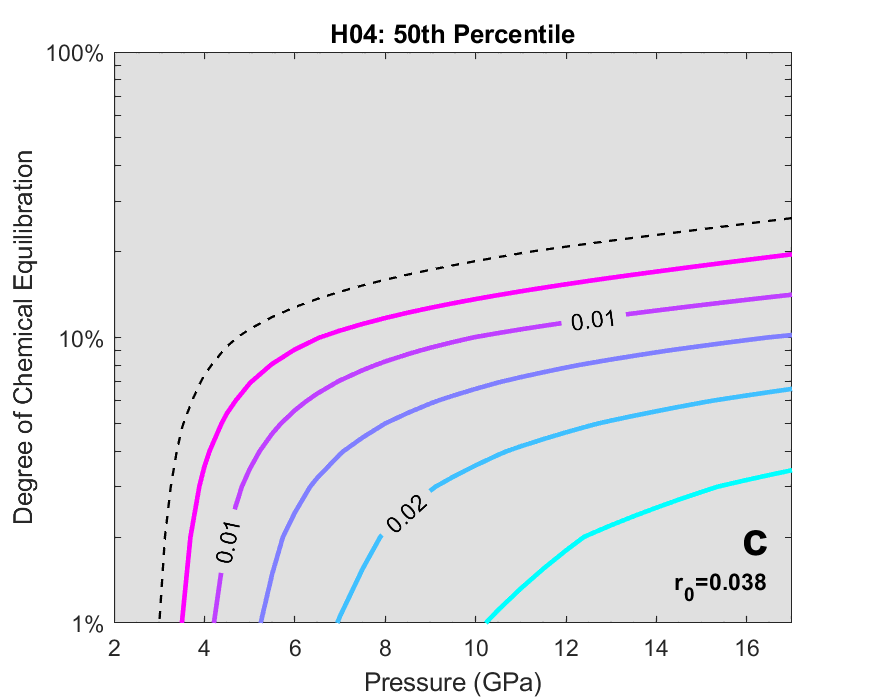 H04: 50th Percentile
100%
10%
1%
Degree of Chemical Equilibration
0.01
0.01
0.02
C
r0=0.038
2 4 6 8 10 12 14 16
Pressure (GPa)